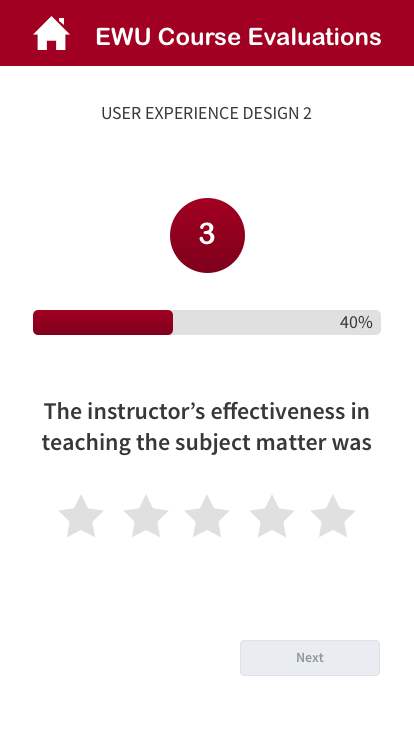 EWU Course Evaluations
USER EXPERIENCE DESIGN 2
3
40%
The instructor’s effectiveness in
teaching the subject matter was
Next